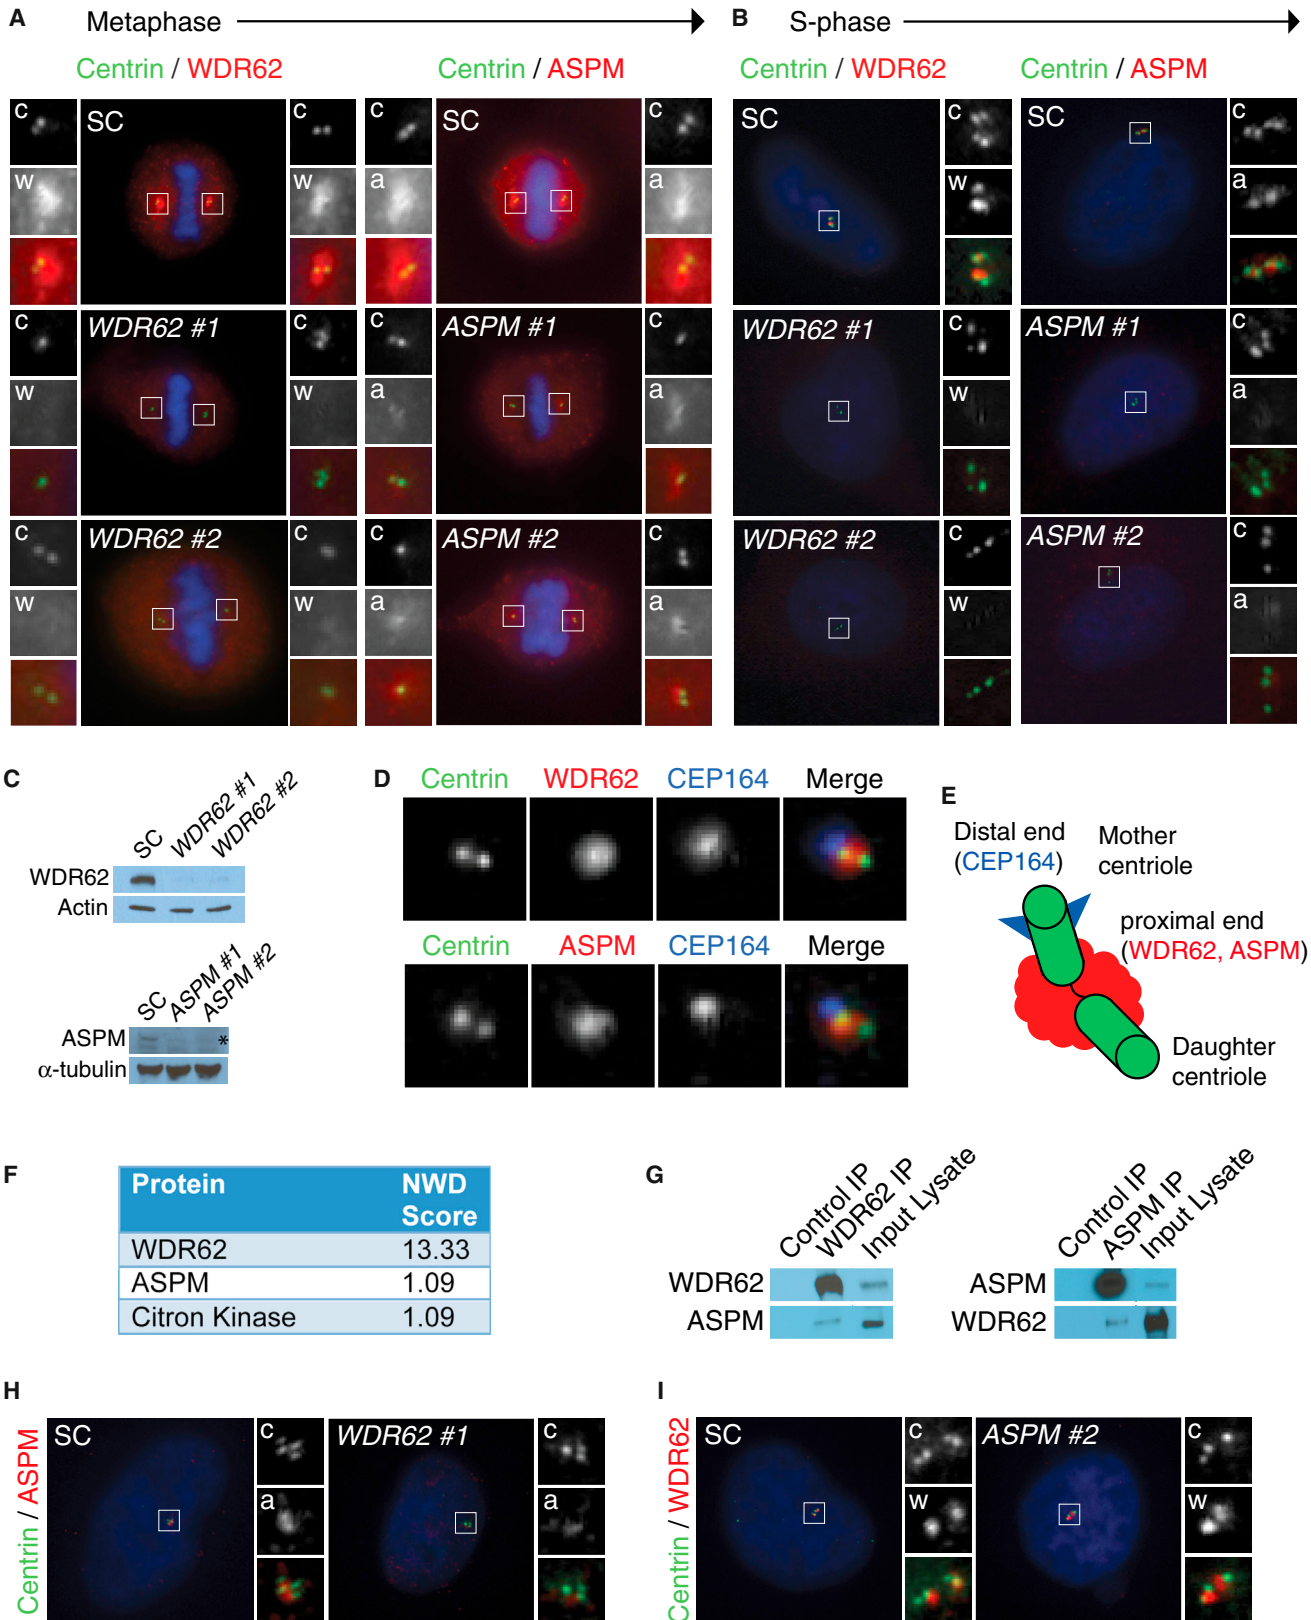 A
Metaphase
B
S-phase
Centrin / WDR62
Centrin / ASPM
Centrin / WDR62
Centrin / ASPM
c
SC
c
c
SC
c
SC
c
SC
c
w
w
a
a
w
a
c
WDR62 #1
c
c
ASPM #1
c
WDR62 #1
c
ASPM #1
c
w
w
a
a
w
a
c
WDR62 #2
c
c
ASPM #2
c
WDR62 #2
c
ASPM #2
c
w
w
a
a
w
a
C
SC
WDR62 #1
WDR62 #2
WDR62
Actin
SC
ASPM #1
ASPM #2
ASPM
*
α-tubulin
D
Centrin
WDR62
CEP164
Merge
Centrin
ASPM
CEP164
Merge
E
Distal end
(CEP164)
Mother
centriole
proximal end
(WDR62, ASPM)
Daughter
centriole
F
Protein
NWD
Score
WDR62
13.33
ASPM
1.09
Citron Kinase
1.09
G
Control IP
WDR62 IP
Input Lysate
WDR62
ASPM
Control IP
ASPM IP
Input Lysate
ASPM
WDR62
H
Centrin / ASPM
SC
c
a
WDR62 #1
c
a
I
Centrin / WDR62
SC
c
w
ASPM #2
c
w